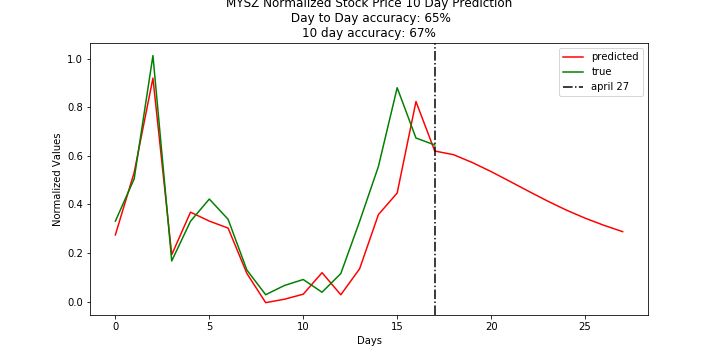 MYSZ Normalized Stock Price 10 Day Prediction
Day to Day accuracy: 65%
10 day accuracy: 67%
predicted
true
april 27
1.0
0.8
0.6
0.4
0.2
0.0
Normalized Values
0 5 10 15 20 25
Days